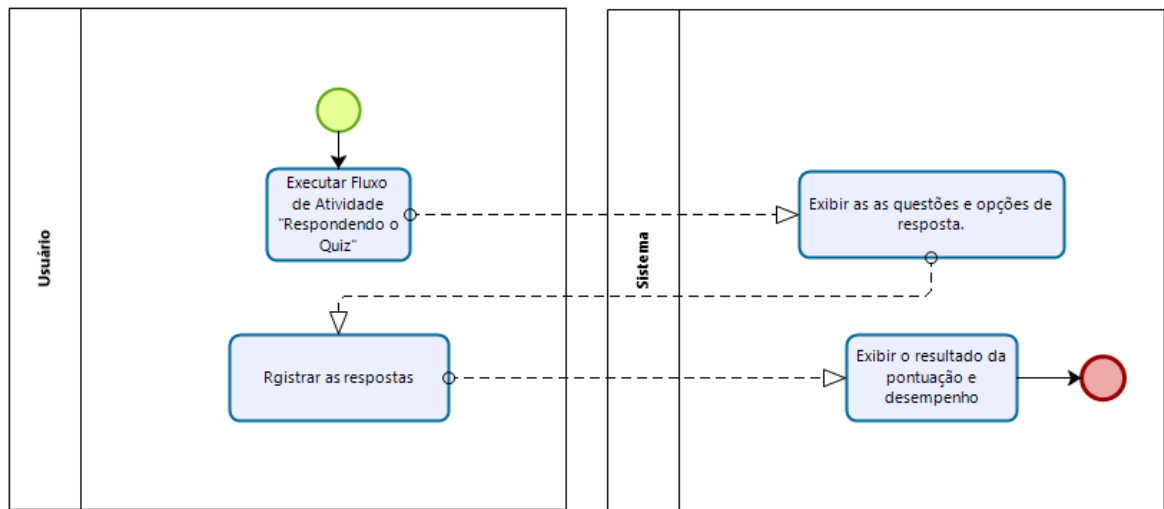 Usuário
Executar Fluxo
de Atividade
"Respondendo o
Quiz"
Rgistrar as respostas
Sistema
Exibir as as questões e opções de
resposta.
Exibir o resultado da
pontuação e
desempenho